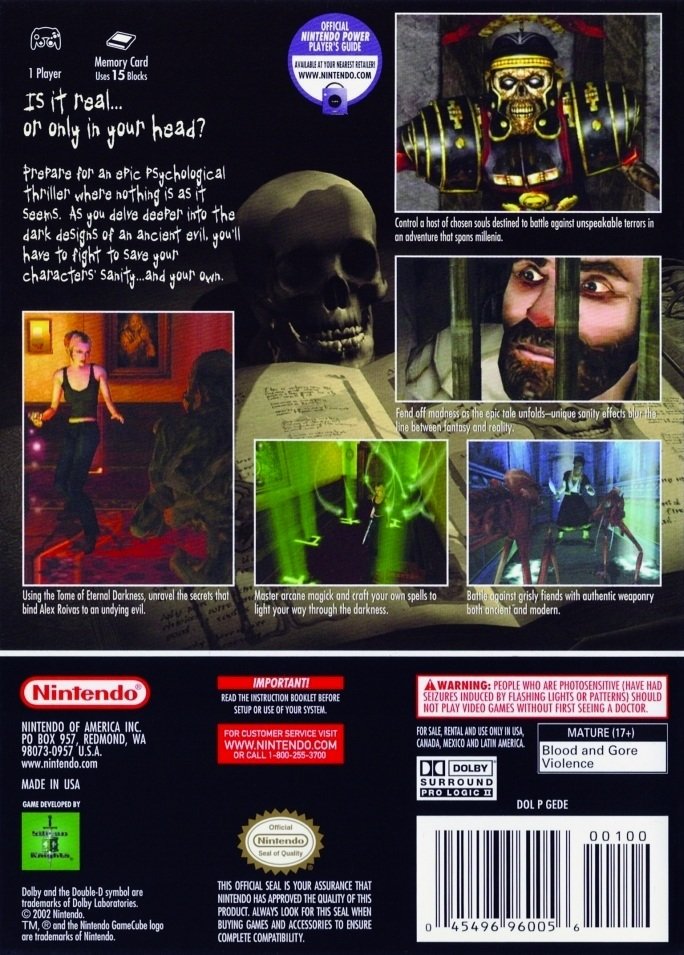 1 Player
Memory Card
Uses 15 Blocks
OFFICIAL
NINTENDO POWER
PLAYER'S GUIDE
AVAILABLE AT YOUR NEAREST RETAILER!
WWW.NINTENDO.COM
Is it real...
or only in your head?
Prepare for an epic psychological
thriller where nothing is as it
seems. As you delve deeper into the
dark designs of an ancient evil, you'll
have to fight to save your
characters' sanity...and your own.
Control a host of chosen souls destined to battle against unspeakable terrors in
an adventure that spans millenia.
Fend off madness as the epic tale unfolds–unique sanity effects blur the
line between fantasy and reality.
Using the Tome of Eternal Darkness, unravel the secrets that
bind Alex Roivas to an undying evil.
Master arcane magick and craft your own spells to
light your way through the darkness.
Battle against grisly fiends with authentic weaponry
both ancient and modern.
Nintendo®
NINTENDO OF AMERICA INC.
PO BOX 957, REDMOND, WA
98073-0957 U.S.A.
www.nintendo.com
MADE IN USA
GAME DEVELOPED BY
Silicon
Knights
Dolby and the Double-D symbol are
trademarks of Dolby Laboratories.
© 2002 Nintendo.
TM, ® and the Nintendo GameCube logo
are trademarks of Nintendo.
IMPORTANT!
READ THE INSTRUCTION BOOKLET BEFORE
SETUP OR USE OF YOUR SYSTEM.
FOR CUSTOMER SERVICE VISIT
WWW.NINTENDO.COM
OR CALL 1-800-255-3700
Official
Nintendo
Seal of Quality
THIS OFFICIAL SEAL IS YOUR ASSURANCE THAT
NINTENDO HAS APPROVED THE QUALITY OF THIS
PRODUCT. ALWAYS LOOK FOR THIS SEAL WHEN
BUYING GAMES AND ACCESSORIES TO ENSURE
COMPLETE COMPATIBILITY.
WARNING: PEOPLE WHO ARE PHOTOSENSITIVE (HAVE HAD
SEIZURES INDUCED BY FLASHING LIGHTS OR PATTERNS) SHOULD
NOT PLAY VIDEO GAMES WITHOUT FIRST SEEING A DOCTOR.
FOR SALE, RENTAL AND USE ONLY IN USA,
CANADA, MEXICO AND LATIN AMERICA.
DOLBY
SURROUND
PRO LOGIC II
MATURE (17+)
Blood and Gore
Violence
DOL P GEDE
00100
0 45496 96005 6